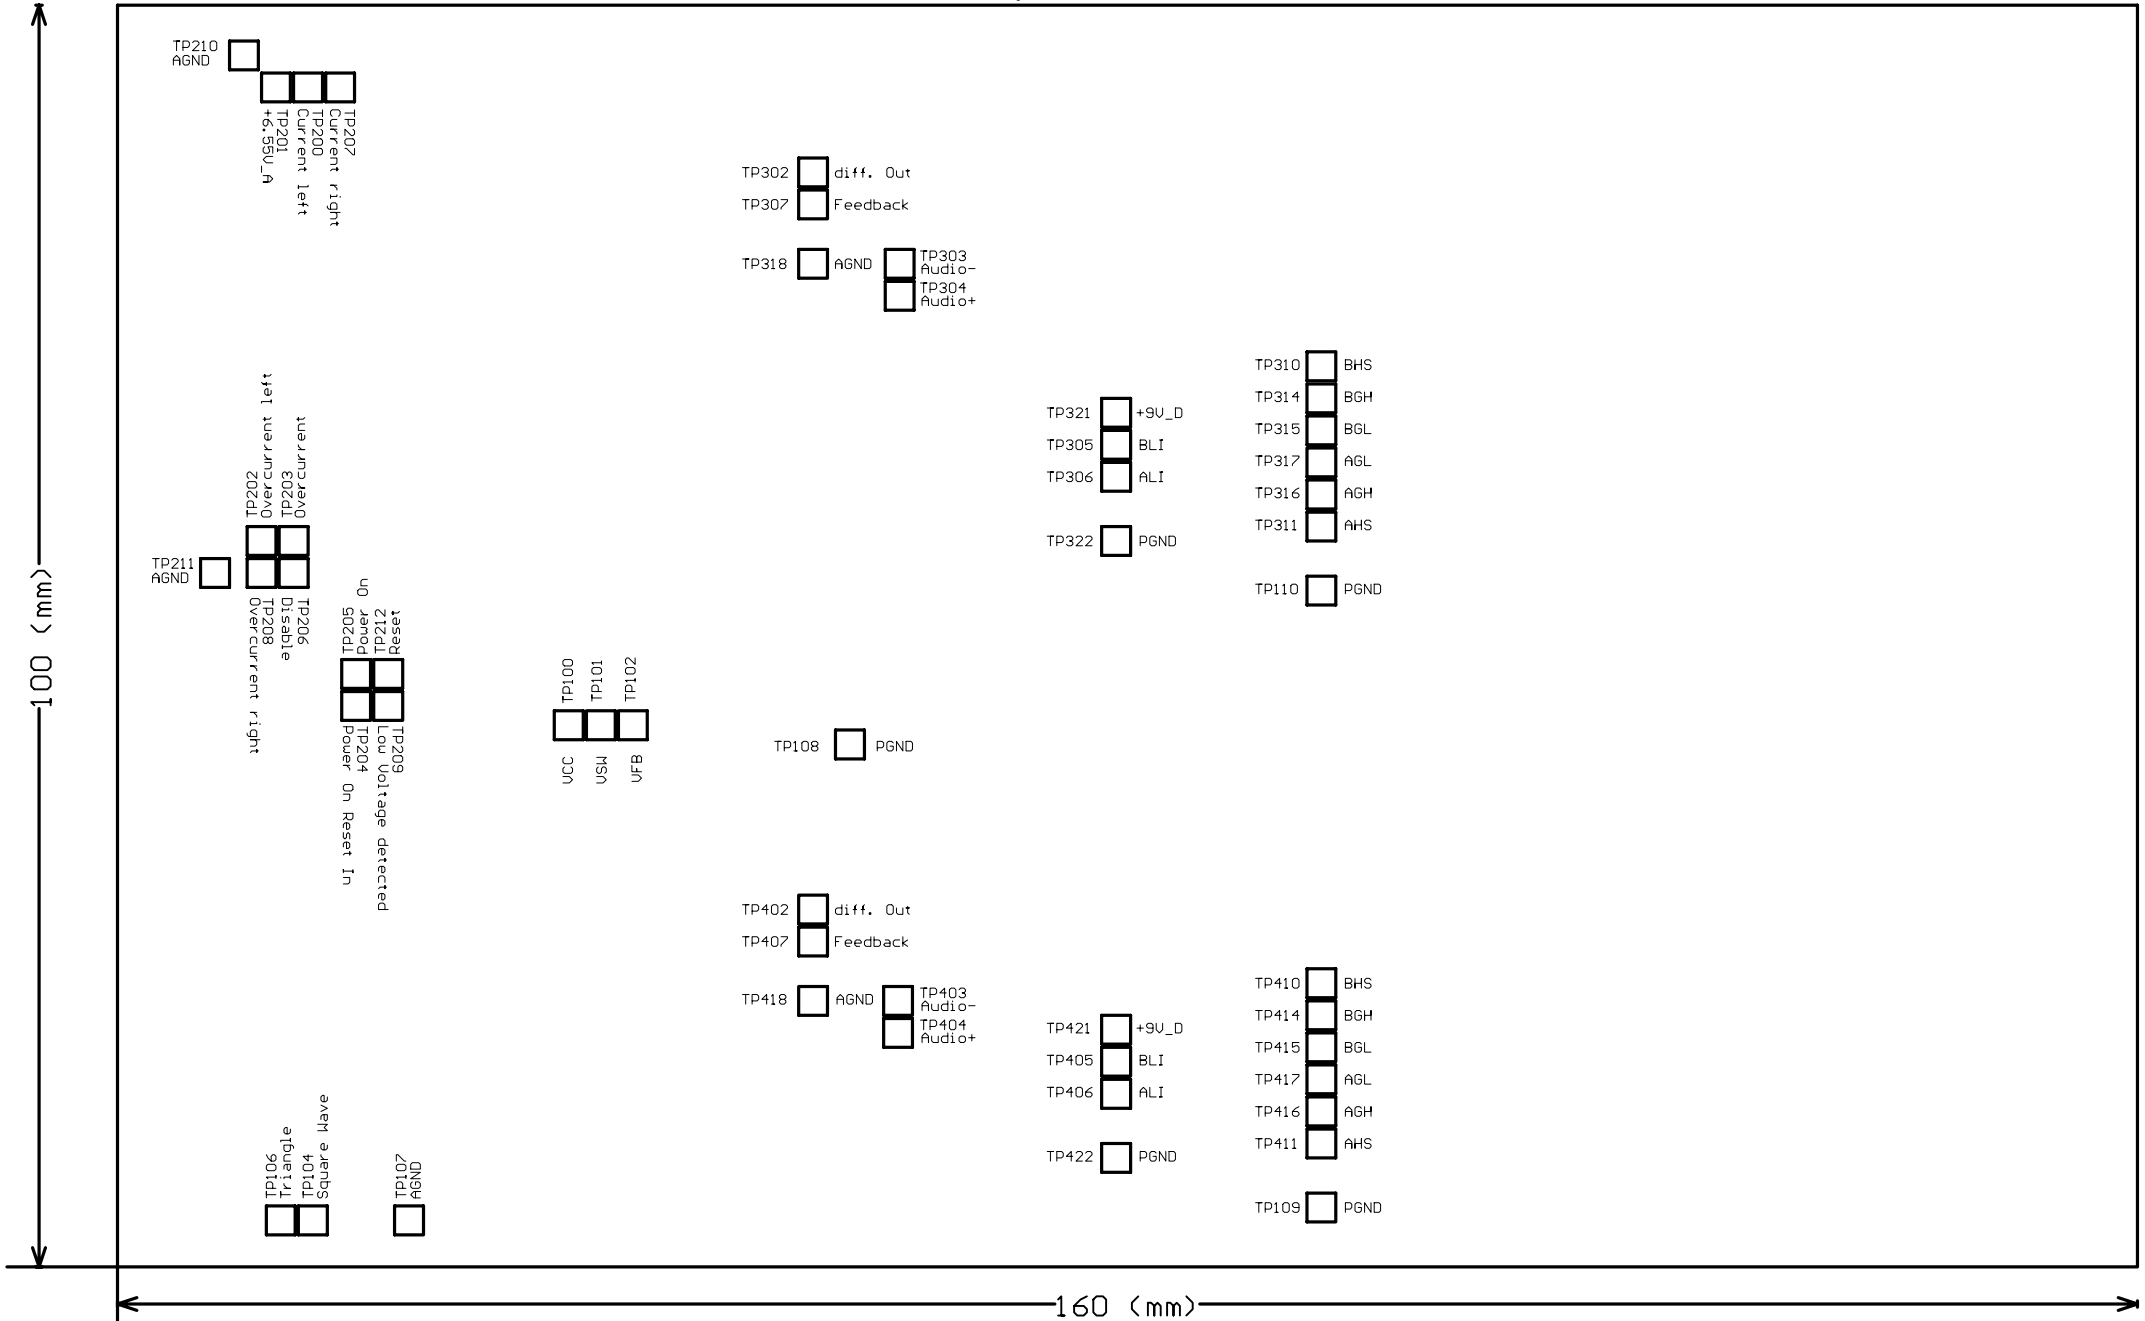 TP210
AGND
TP201
+6.55V_A
TP200
Current left
TP207
Current right
TP302 diff. Out
TP307 Feedback
TP318 AGND
TP303
Audio-
TP304
Audio+
TP310 BHS
TP314 BGH
TP315 BGL
TP317 AGL
TP316 AGH
TP311 AHS
TP110 PGND
TP321 +9V_D
TP305 BLI
TP306 ALI
TP322 PGND
TP202
Overcurrent left
TP203
Overcurrent
TP211
AGND
TP208
Overcurrent right
TP206
Disable
TP205
Power On
TP212
Reset
TP204
Power On Reset In
TP209
Low Voltage detected
100 (mm)
TP100
TP101
TP102
VCC
VSW
VFB
TP108 PGND
TP402 diff. Out
TP407 Feedback
TP418 AGND
TP403
Audio-
TP404
Audio+
TP421 +9V_D
TP405 BLI
TP406 ALI
TP422 PGND
TP410 BHS
TP414 BGH
TP415 BGL
TP417 AGL
TP416 AGH
TP411 AHS
TP109 PGND
TP106
Triangle
TP104
Square Wave
TP107
AGND
160 (mm)